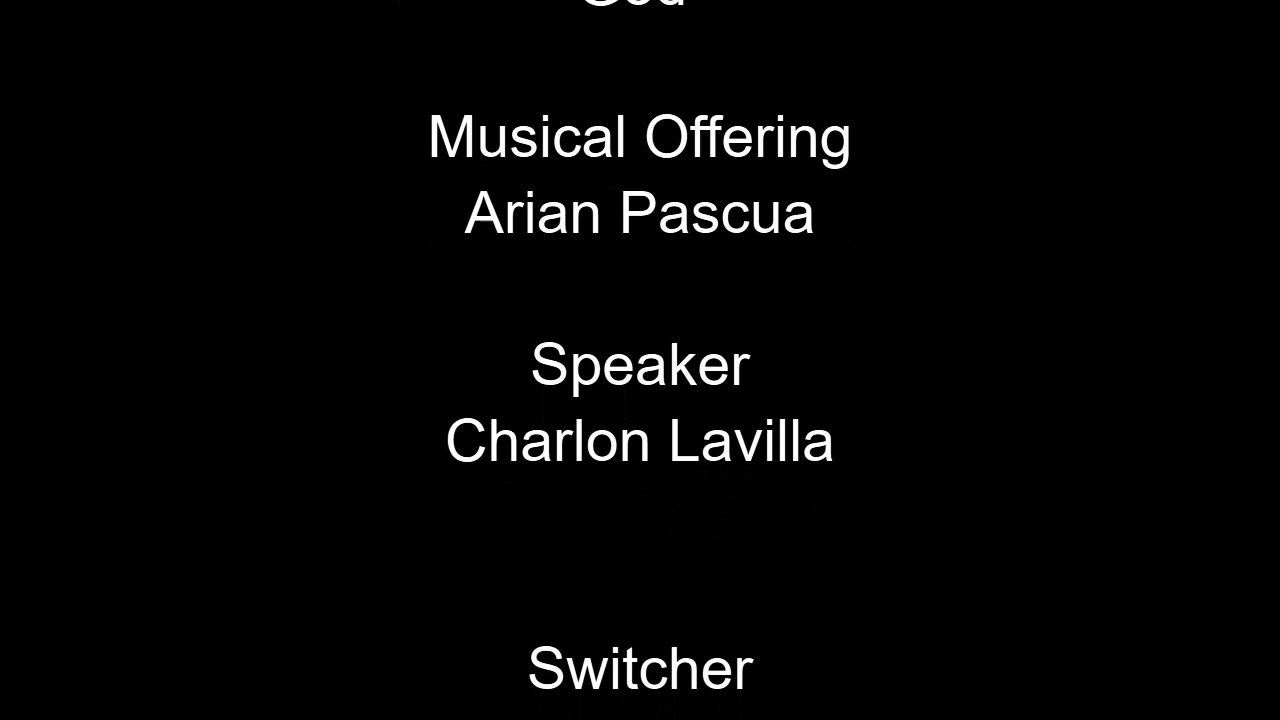 Musical Offering
Arian Pascua
Speaker
Charlon Lavilla
Switcher